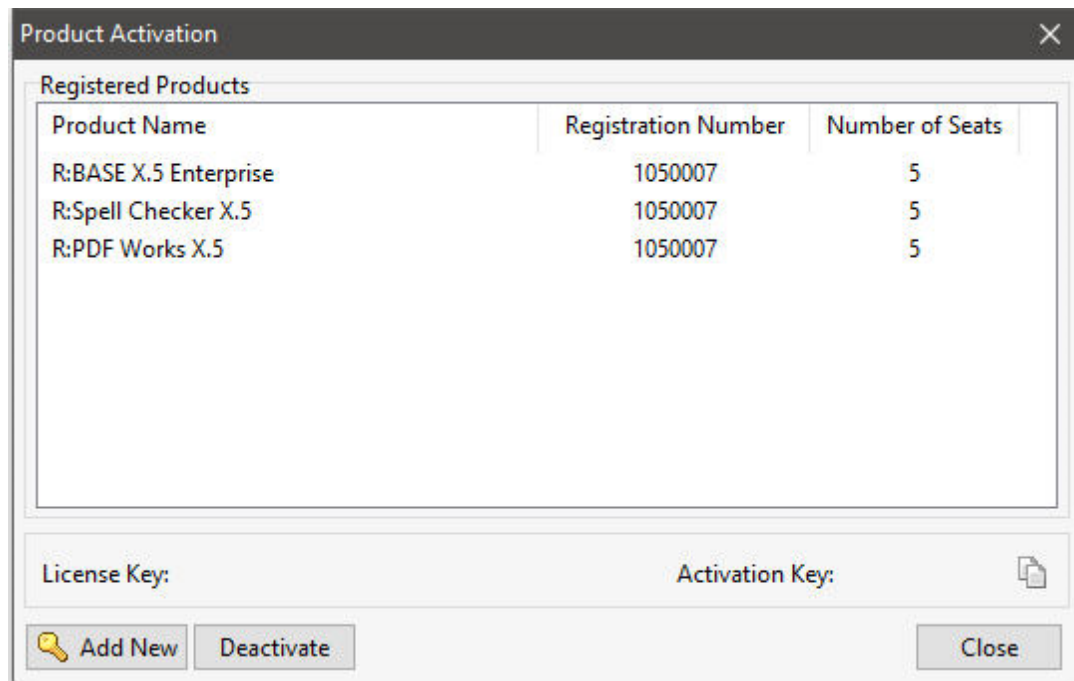 Product Activation
Registered Products
Product Name Registration Number Number of Seats
R:BASE X.5 Enterprise 1050007 5
R:Spell Checker X.5 1050007 5
R:PDF Works X.5 1050007 5
License Key: Activation Key:
Add New Deactivate Close